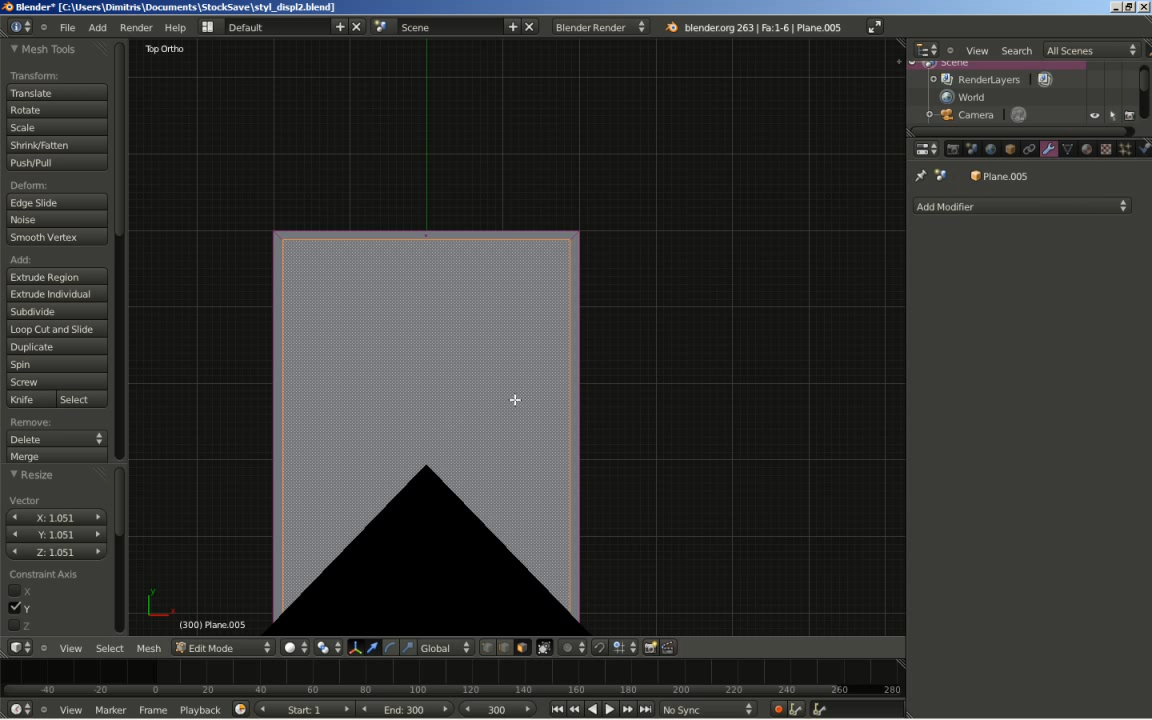 Blender* [C:\Users\Dimitris\Documents\StockSave\styl_displ2.blend]
File Add Render Help Default Scene Blender Render blender.org 263 | Fa:1-6 | Plane.005
Mesh Tools
Transform:
Translate
Rotate
Scale
Shrink/Fatten
Push/Pull
Deform:
Edge Slide
Noise
Smooth Vertex
Add:
Extrude Region
Extrude Individual
Subdivide
Loop Cut and Slide
Duplicate
Spin
Screw
Knife Select
Remove:
Delete
Merge
Resize
Vector
X: 1.051
Y: 1.051
Z: 1.051
Constraint Axis
X
Y
Z
Top Ortho
y
x
(300) Plane.005
View Search All Scenes
Scene
RenderLayers
World
Camera
Plane.005
Add Modifier
View Select Mesh Edit Mode Global
-40 -20 0 20 40 60 80 100 120 140 160 180 200 220 240 260 280
View Marker Frame Playback Start: 1 End: 300 300 No Sync